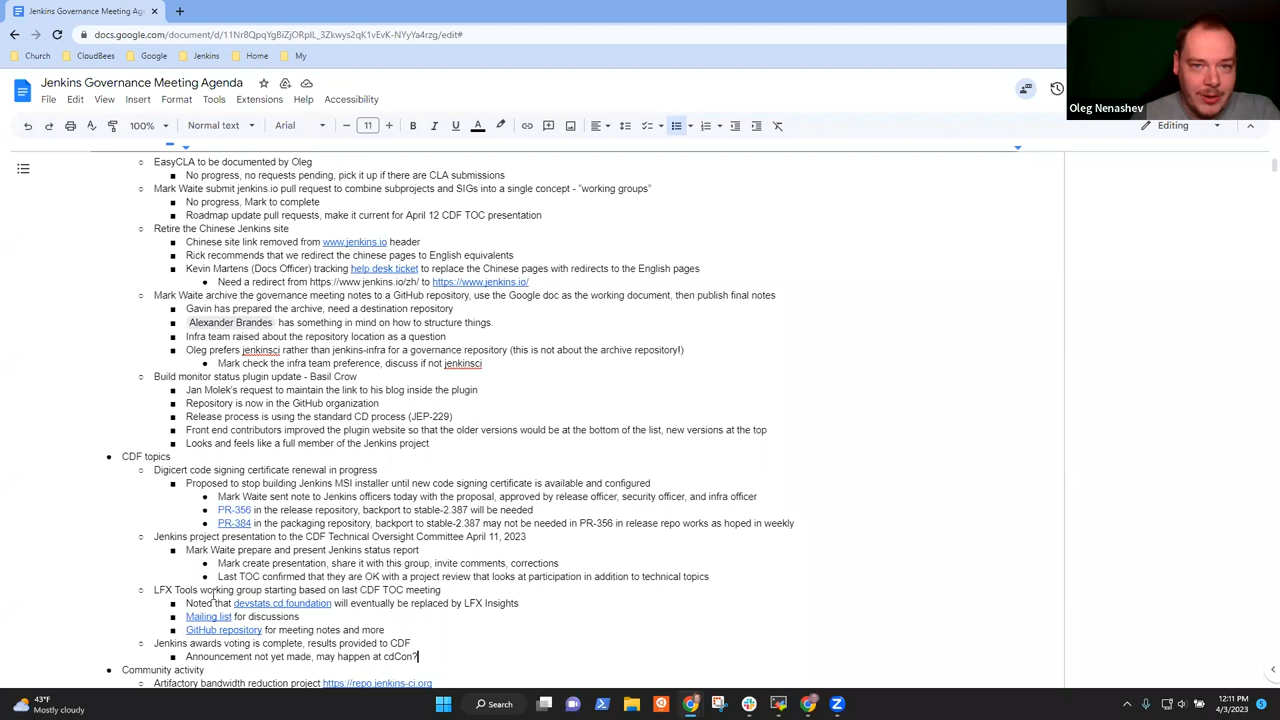 Jenkins Governance Meeting Age
docs.google.com/document/d/11Nr8QpqYgBiZjORpIL_3Zkwys2qK1vEvK-NYyYa4rzg/edit#
Church
CloudBees
Google
Jenkins
Home
My
Jenkins Governance Meeting Agenda
File
Edit
View
Insert
Format
Tools
Extensions
Help
Accessibility
Oleg Nenashev
100%
Normal text
Arial
11
Editing
EasyCLA to be documented by Oleg
No progress, no requests pending, pick it up if there are CLA submissions
Mark Waite submit jenkins.io pull request to combine subprojects and SIGs into a single concept - "working groups"
No progress, Mark to complete
Roadmap update pull requests, make it current for April 12 CDF TOC presentation
Retire the Chinese Jenkins site
Chinese site link removed from www.jenkins.io header
Rick recommends that we redirect the chinese pages to English equivalents
Kevin Martens (Docs Officer) tracking help desk ticket to replace the Chinese pages with redirects to the English pages
Need a redirect from https://www.jenkins.io/zh/ to https://www.jenkins.io/
Mark Waite archive the governance meeting notes to a GitHub repository, use the Google doc as the working document, then publish final notes
Gavin has prepared the archive, need a destination repository
Alexander Brandes has something in mind on how to structure things.
Infra team raised about the repository location as a question
Oleg prefers jenkinsci rather than jenkins-infra for a governance repository (this is not about the archive repository!)
Mark check the infra team preference, discuss if not jenkinsci
Build monitor status plugin update - Basil Crow
Jan Molek's request to maintain the link to his blog inside the plugin
Repository is now in the GitHub organization
Release process is using the standard CD process (JEP-229)
Front end contributors improved the plugin website so that the older versions would be at the bottom of the list, new versions at the top
Looks and feels like a full member of the Jenkins project
CDF topics
Digicert code signing certificate renewal in progress
Proposed to stop building Jenkins MSI installer until new code signing certificate is available and configured
Mark Waite sent note to Jenkins officers today with the proposal, approved by release officer, security officer, and infra officer
PR-356 in the release repository, backport to stable-2.387 will be needed
PR-384 in the packaging repository, backport to stable-2.387 may not be needed in PR-356 in release repo works as hoped in weekly
Jenkins project presentation to the CDF Technical Oversight Committee April 11, 2023
Mark Waite prepare and present Jenkins status report
Mark create presentation, share it with this group, invite comments, corrections
Last TOC confirmed that they are OK with a project review that looks at participation in addition to technical topics
LFX Tools working group starting based on last CDF TOC meeting
Noted that devstats.cd.foundation will eventually be replaced by LFX Insights
Mailing list for discussions
GitHub repository for meeting notes and more
Jenkins awards voting is complete, results provided to CDF
Announcement not yet made, may happen at cdCon?
Community activity
Artifactory bandwidth reduction project https://repo.jenkins-ci.org
43°F
Mostly cloudy
Search
12:11 PM
4/3/2023